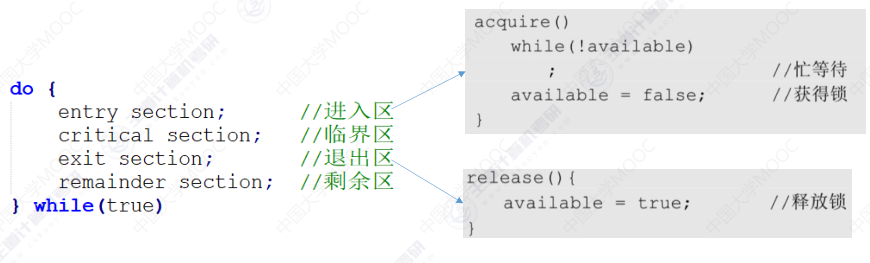 do {
entry section; //进入区
critical section; //临界区
exit section; //退出区
remainder section; //剩余区
} while(true)
acquire()
while(!available)
; //忙等待
available = false; //获得锁
}
release(){
available = true; //释放锁
}
中国大学MOOC